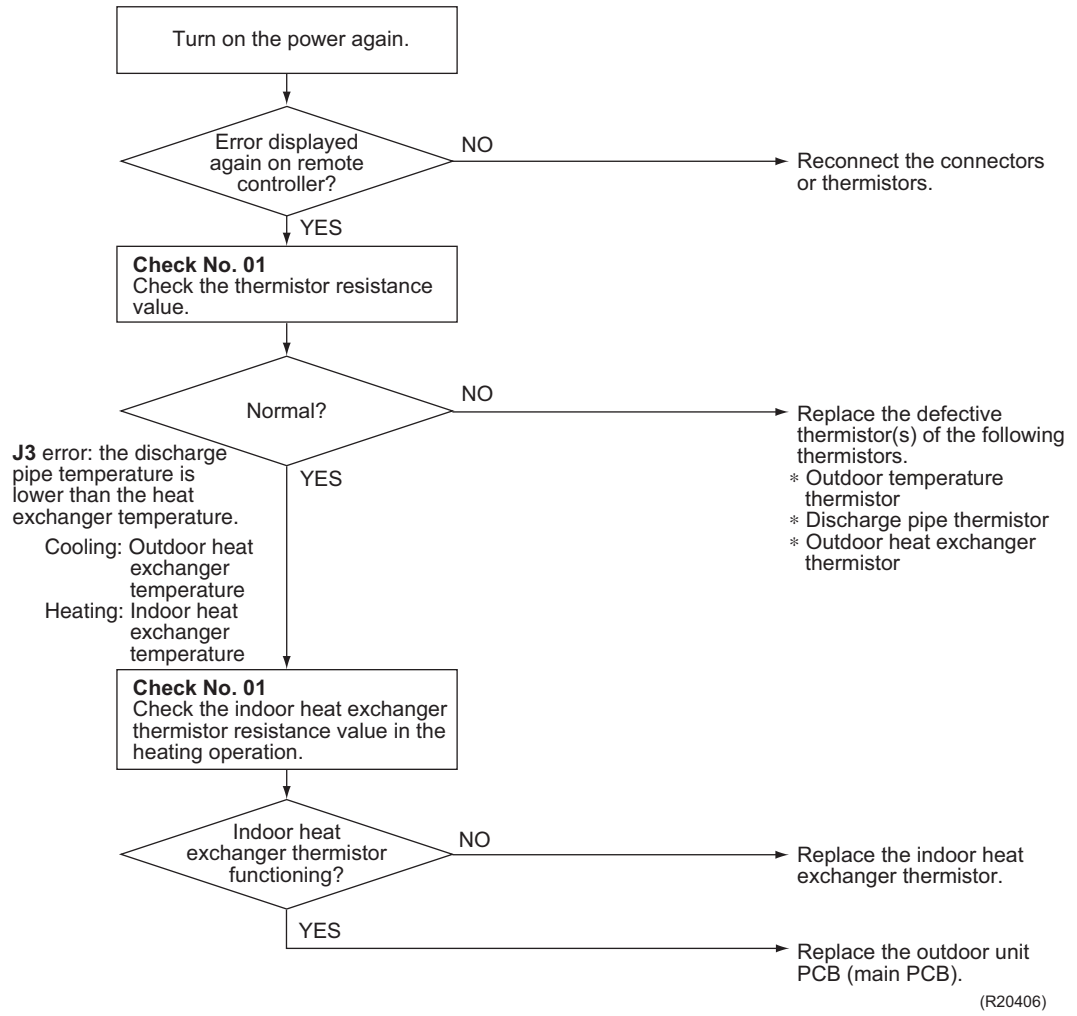 Turn on the power again.
Error displayed
again on remote
controller?
NO
Reconnect the connectors
or thermistors.
YES
Check No. 01
Check the thermistor resistance
value.
Normal?
NO
Replace the defective
thermistor(s) of the following
thermistors.
* Outdoor temperature
thermistor
* Discharge pipe thermistor
* Outdoor heat exchanger
thermistor
YES
J3 error: the discharge
pipe temperature is
lower than the heat
exchanger temperature.
Cooling: Outdoor heat
exchanger
temperature
Heating: Indoor heat
exchanger
temperature
Check No. 01
Check the indoor heat exchanger
thermistor resistance value in the
heating operation.
Indoor heat
exchanger thermistor
functioning?
NO
Replace the indoor heat
exchanger thermistor.
YES
Replace the outdoor unit
PCB (main PCB).
(R20406)